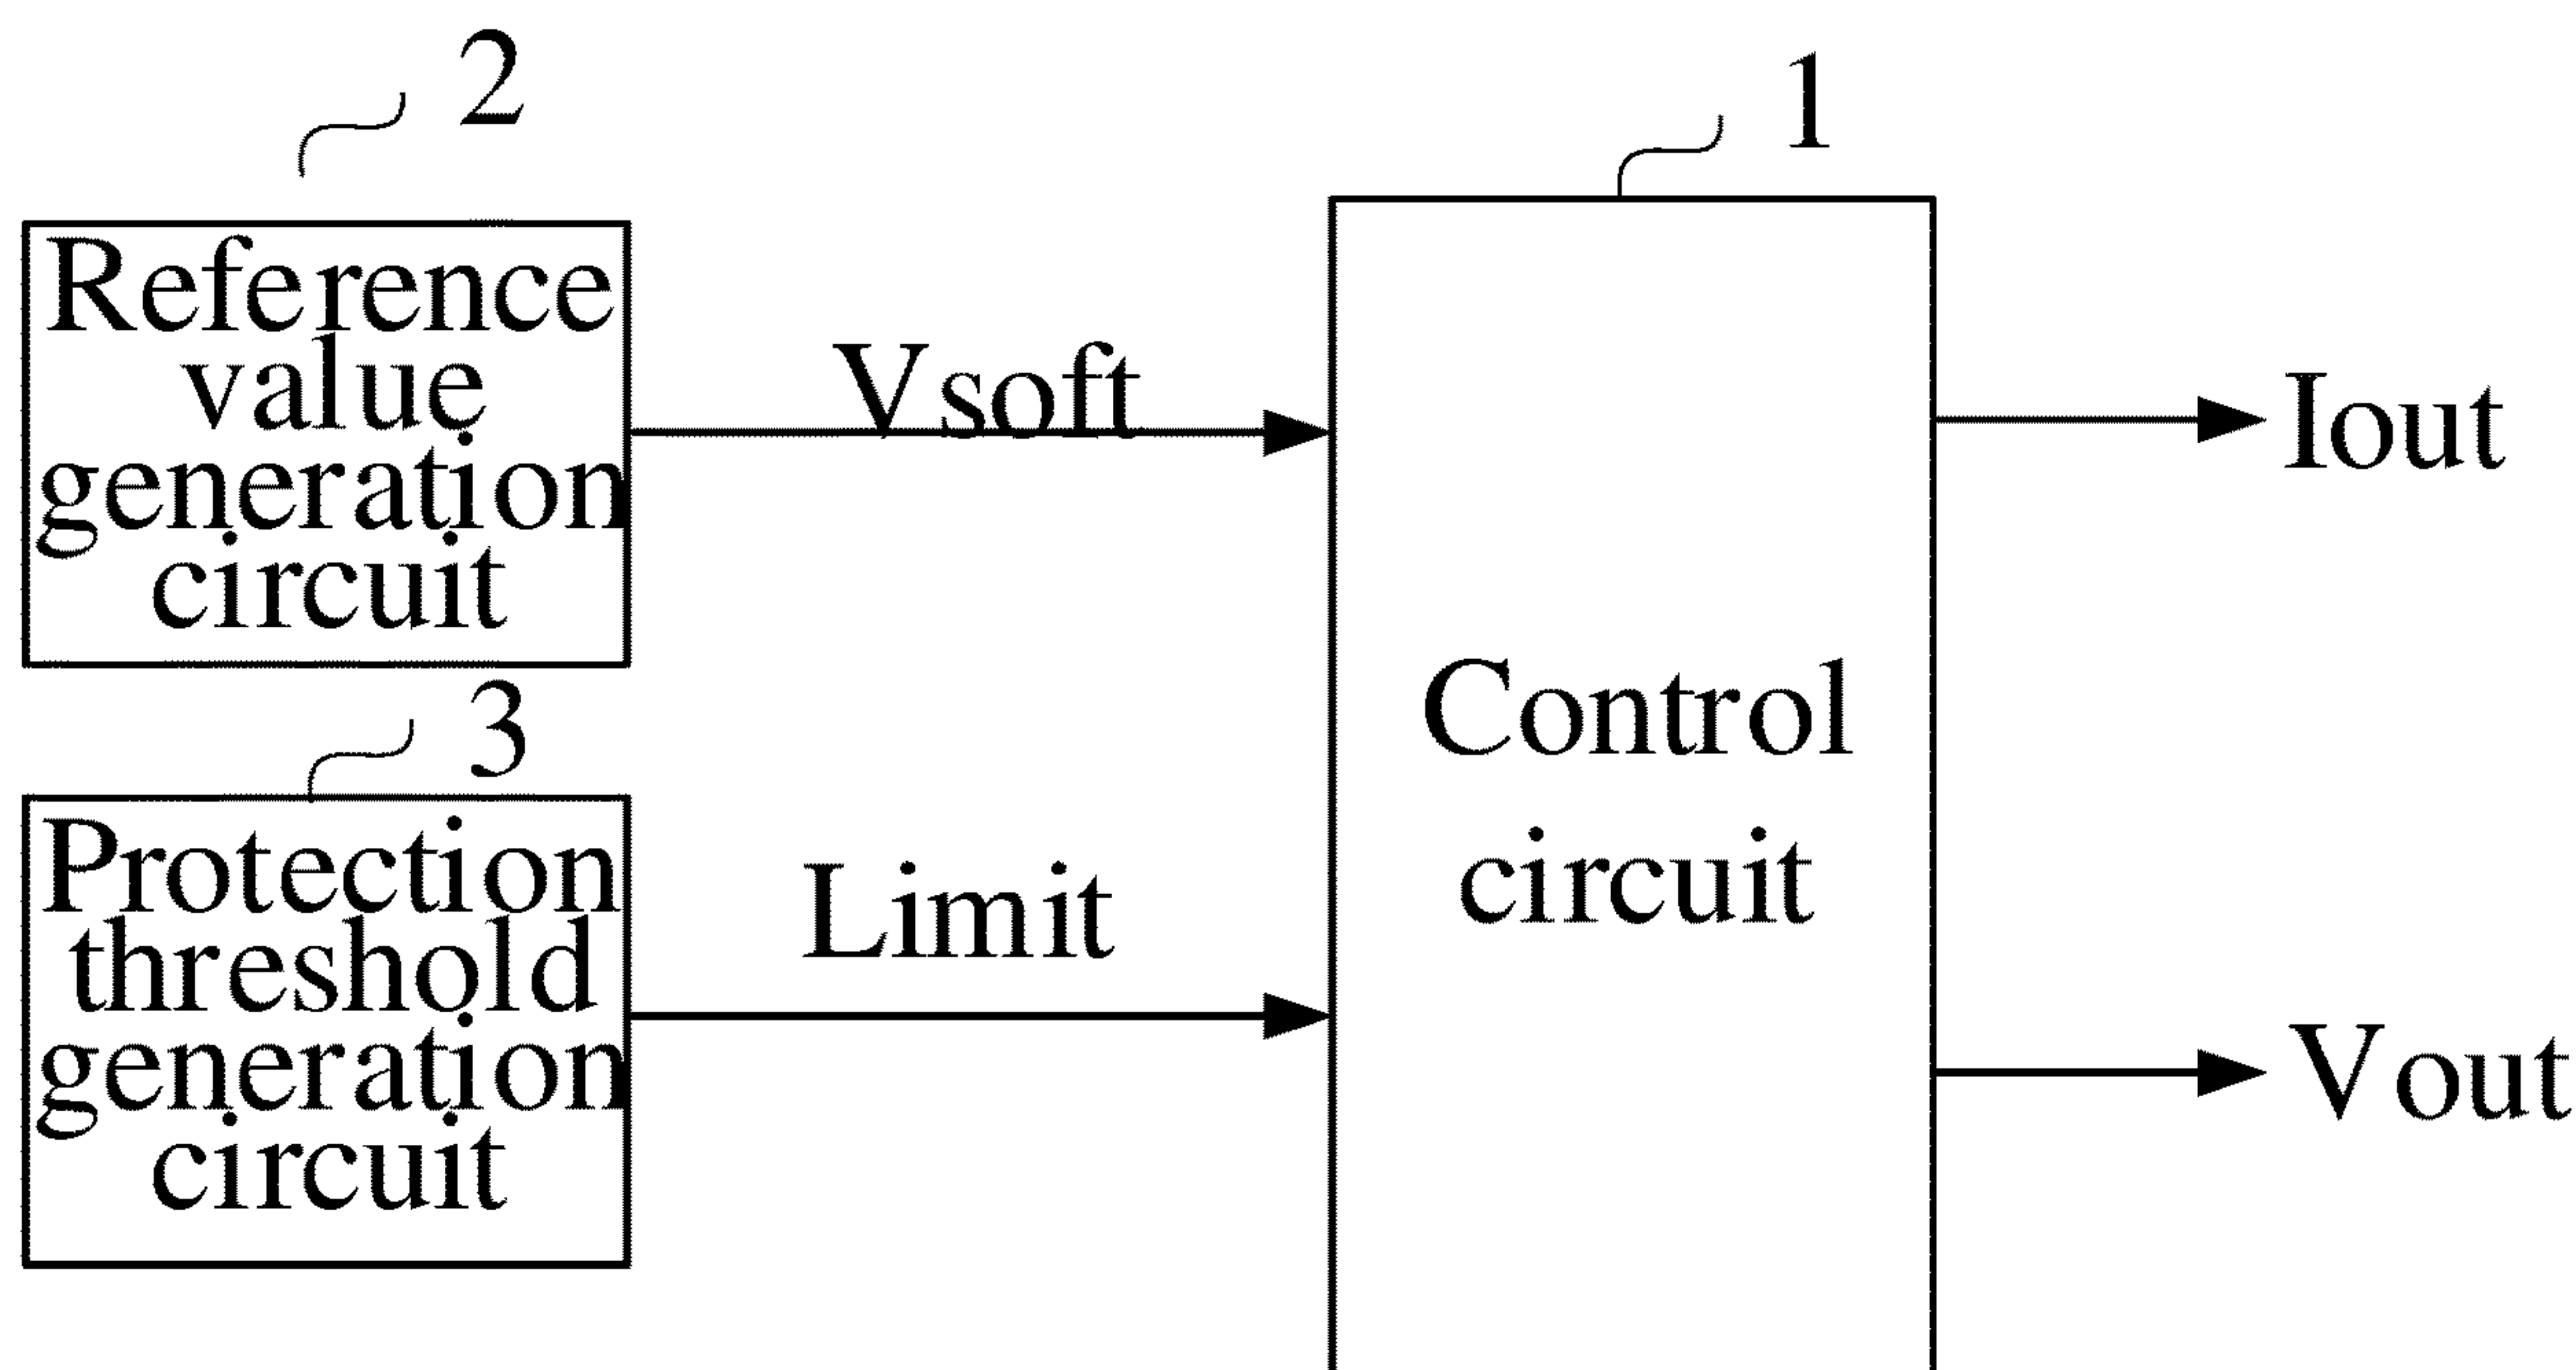 2
Reference
value
generation
circuit
Vsoft
3
Protection
threshold
generation
circuit
Limit
1
Control
circuit
Iout
Vout